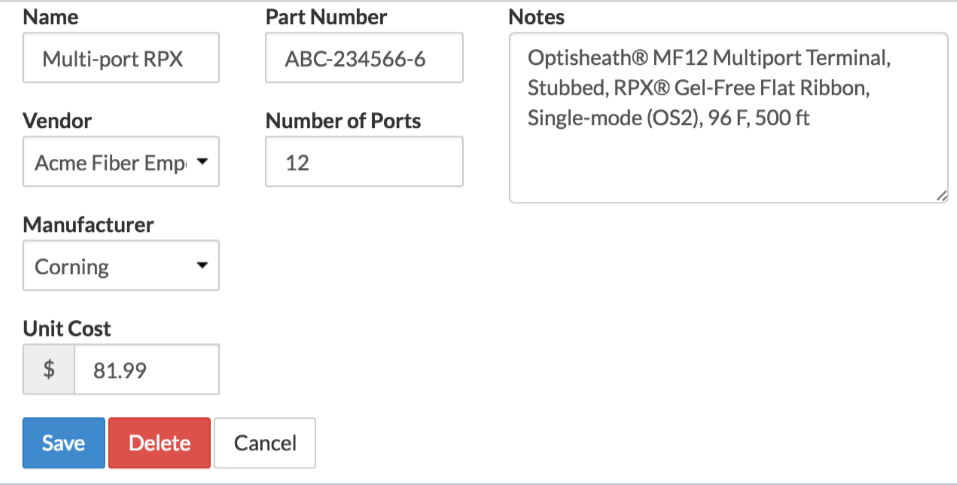 Name
Multi-port RPX
Part Number
ABC-234566-6
Notes
Optisheath® MF12 Multiport Terminal,
Stubbed, RPX® Gel-Free Flat Ribbon,
Single-mode (OS2), 96 F, 500 ft
Vendor
Acme Fiber Emp
Number of Ports
12
Manufacturer
Corning
Unit Cost
$ 81.99
Save Delete Cancel